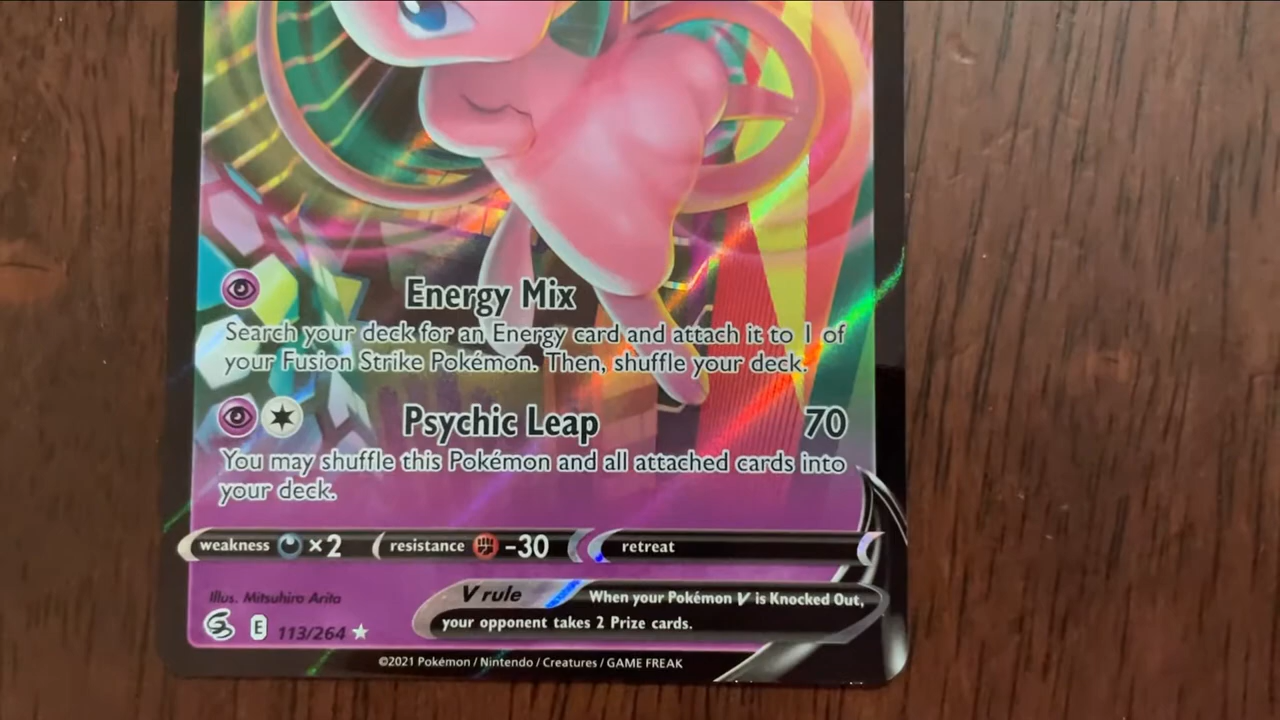 Energy Mix
Search your deck for an Energy card and attach it to 1 of
your Fusion Strike Pokémon. Then, shuffle your deck.
Psychic Leap 70
You may shuffle this Pokémon and all attached cards into
your deck.
weakness ×2 resistance -30 retreat
Illus. Mitsuhiro Arita
V rule When your Pokémon V is Knocked Out,
your opponent takes 2 Prize cards.
E 113/264 ★
©2021 Pokémon / Nintendo / Creatures / GAME FREAK